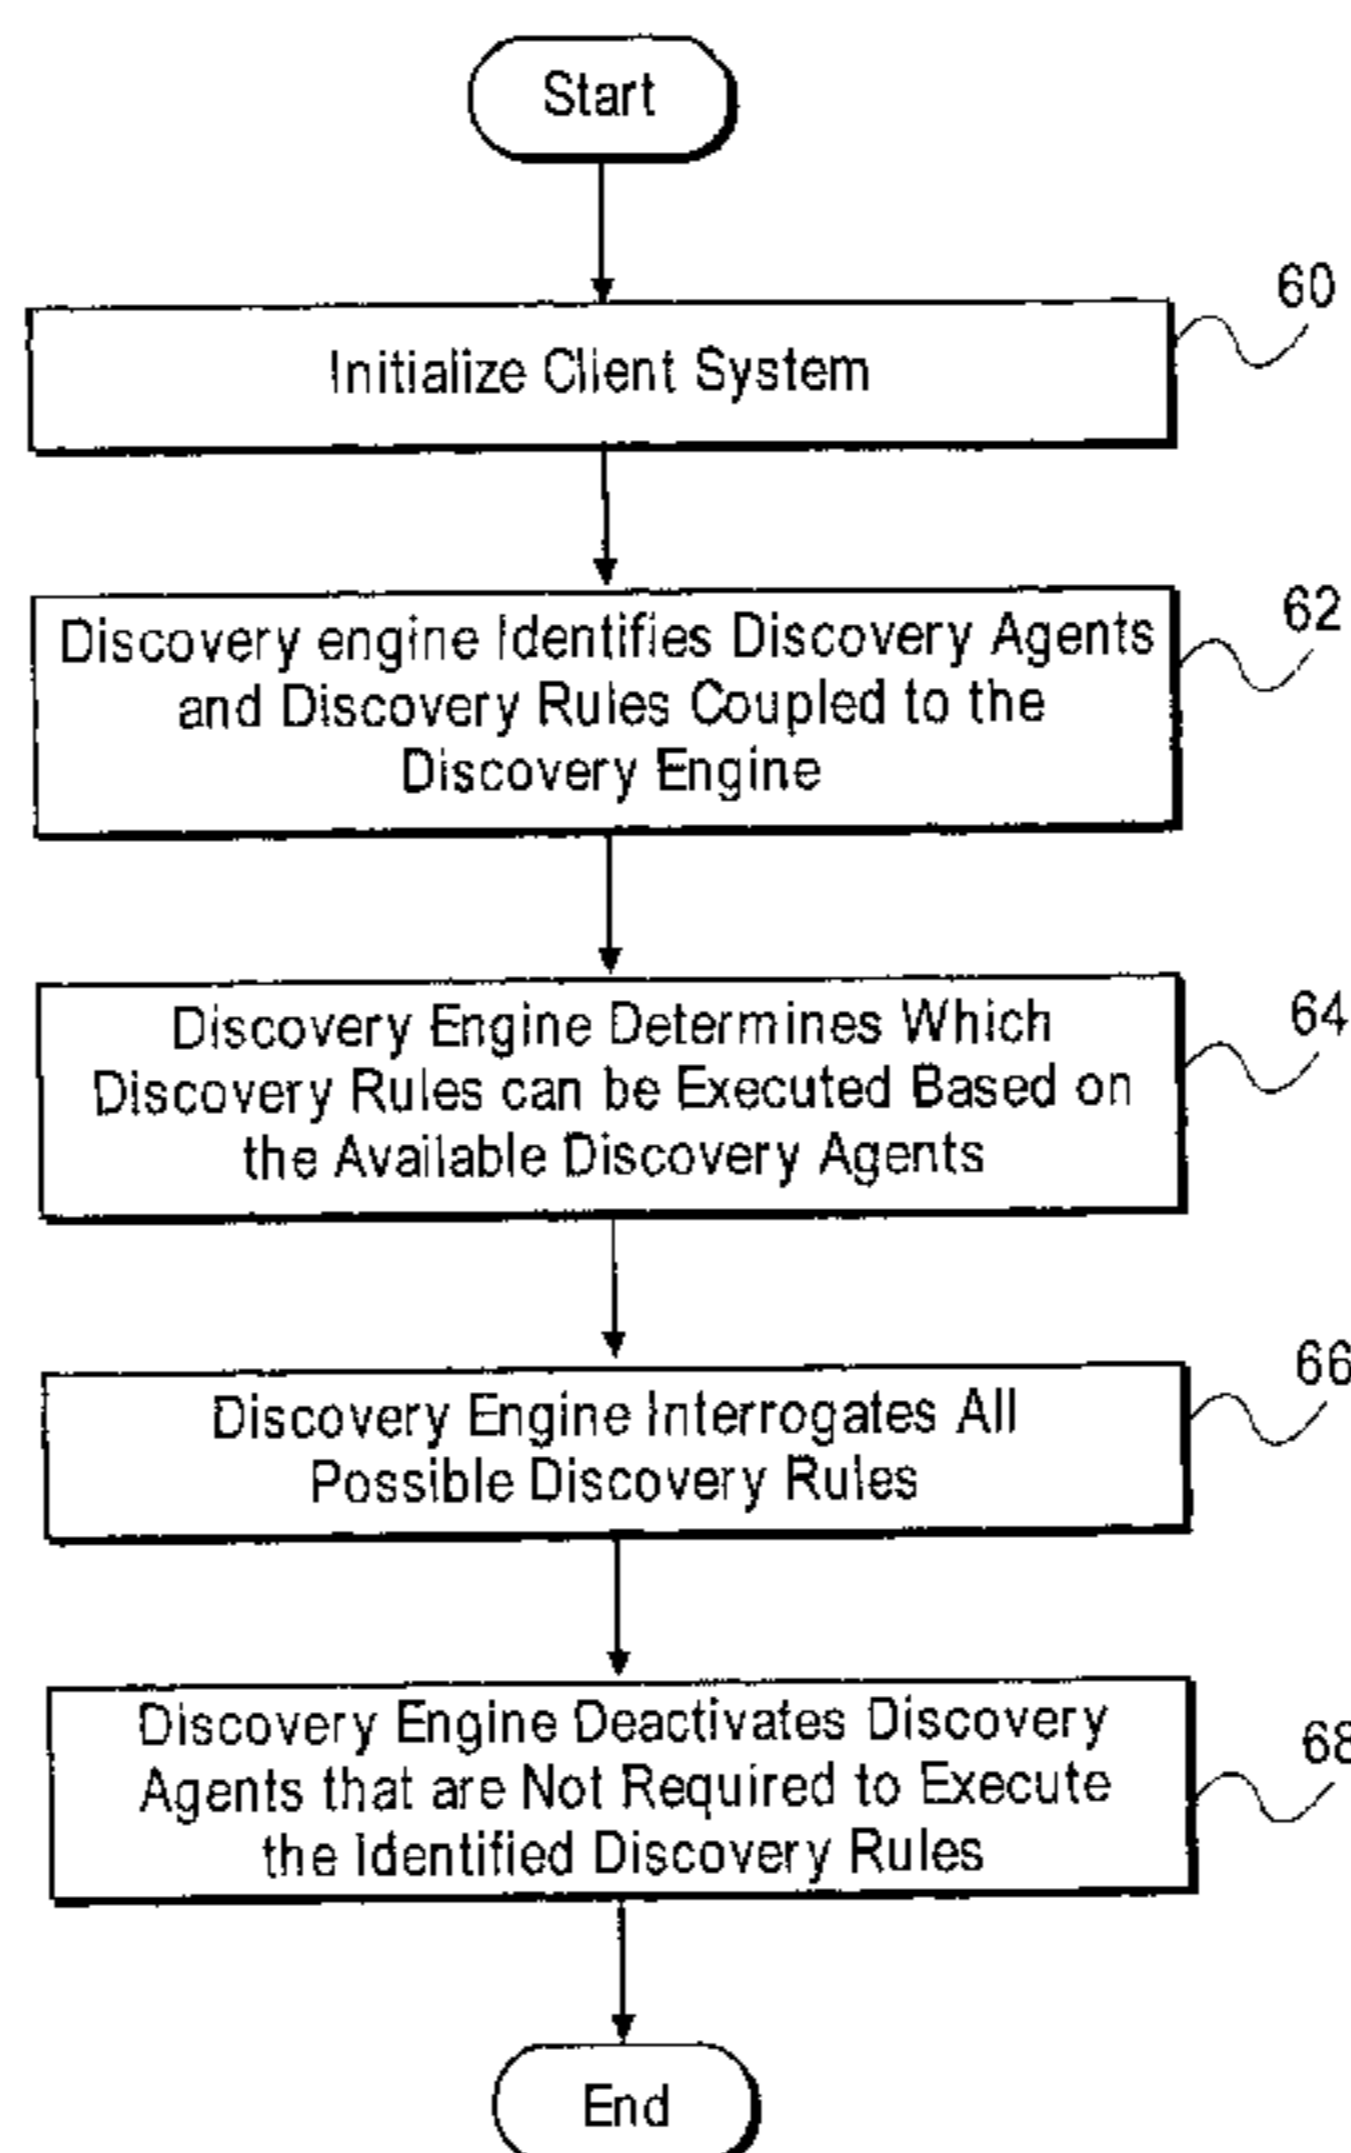 Start
60
Initialize Client System
62
Discovery engine Identifies Discovery Agents
and Discovery Rules Coupled to the
Discovery Engine
64
Discovery Engine Determines Which
Discovery Rules can be Executed Based on
the Available Discovery Agents
66
Discovery Engine Interrogates All
Possible Discovery Rules
68
Discovery Engine Deactivates Discovery
Agents that are Not Required to Execute
the Identified Discovery Rules
End